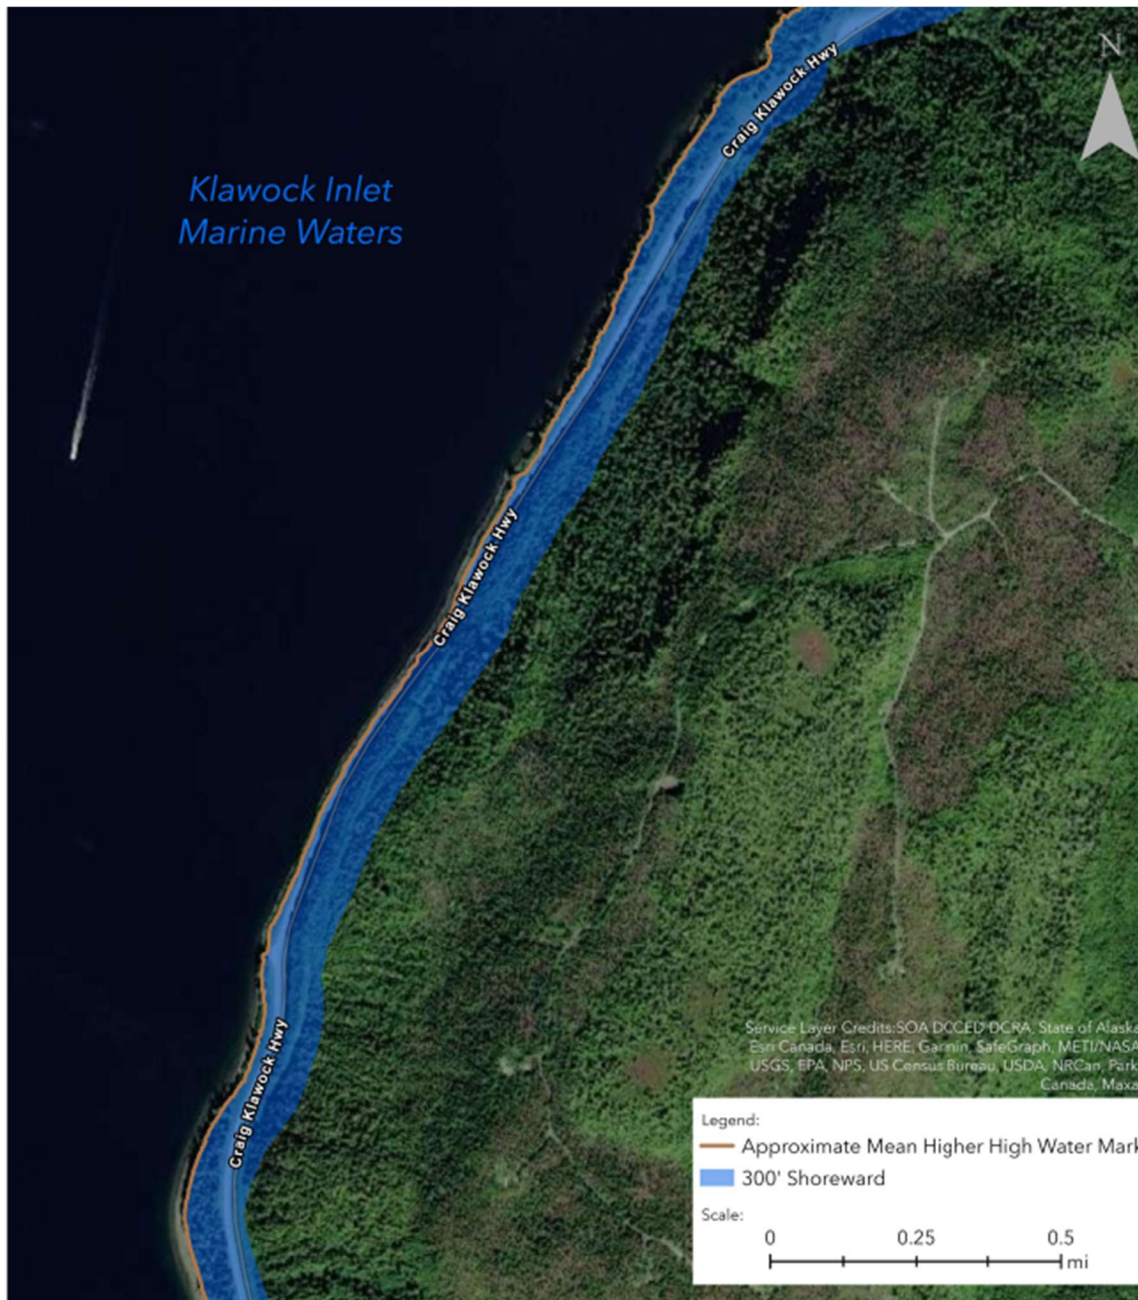 N
Craig Klawock Hwy
Klawock Inlet
Marine Waters
Craig Klawock Hwy
Craig Klawock Hwy
Service Layer Credits:SOA DCCED DCRA, State of Alaska
Esri Canada, Esri, HERE, Garmin, SafeGraph, METI/NASA
USGS, EPA, NPS, US Census Bureau, USDA, NRCan, Park
Canada, Maxa
Legend:
Approximate Mean Higher High Water Mark
300' Shoreward
Scale:
0 0.25 0.5
mi